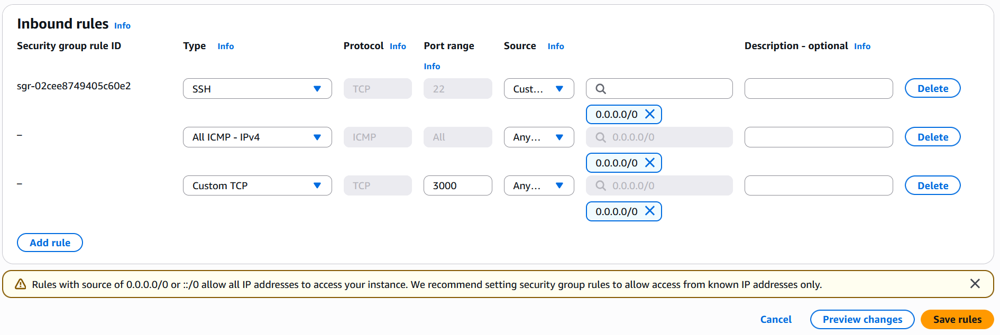 Inbound rules Info
Security group rule ID Type Info Protocol Info Port range Info Source Info Description - optional Info
sgr-02cee8749405c60e2 SSH TCP 22 Cust... Delete
0.0.0.0/0
– All ICMP - IPv4 ICMP All Any... 0.0.0.0/0 Delete
0.0.0.0/0
– Custom TCP TCP 3000 Any... 0.0.0.0/0 Delete
0.0.0.0/0
Add rule
Rules with source of 0.0.0.0/0 or ::/0 allow all IP addresses to access your instance. We recommend setting security group rules to allow access from known IP addresses only.
Cancel Preview changes Save rules